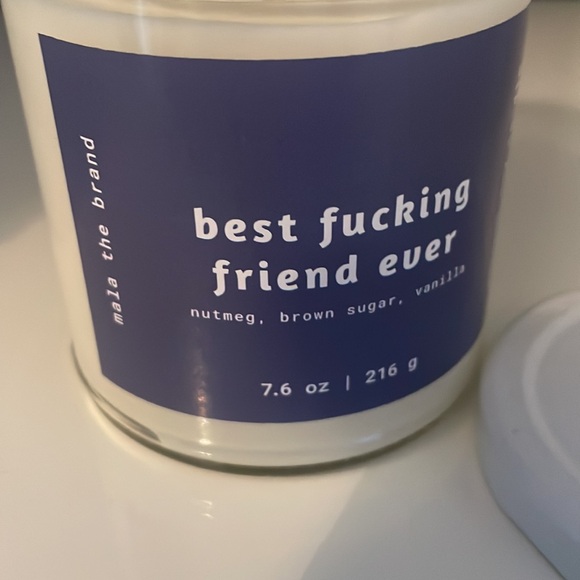 mala the brand
best fucking
friend ever
nutmeg, brown sugar, vanilla
7.6 oz | 216 g